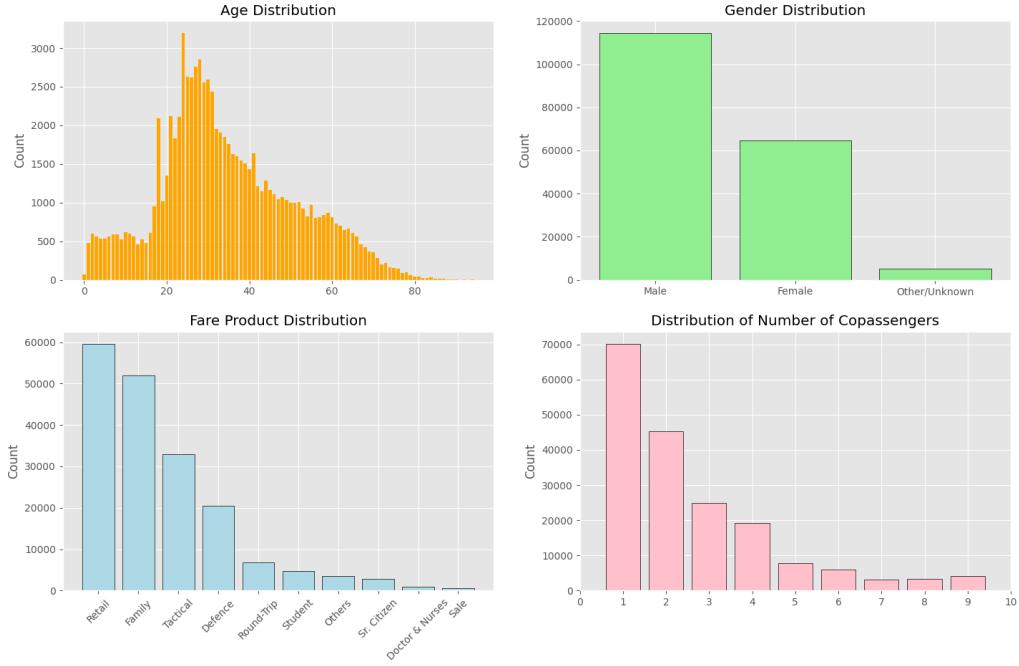 Age Distribution
Count
3000
2500
2000
1500
1000
500
0
0 20 40 60 80
Gender Distribution
Count
120000
100000
80000
60000
40000
20000
0
Male Female Other/Unknown
Fare Product Distribution
Count
60000
50000
40000
30000
20000
10000
0
Retail Family Tactical Defence Round-Trip Student Others Sr. Citizen Doctor & Nurses Sale
Distribution of Number of Copassengers
Count
70000
60000
50000
40000
30000
20000
10000
0
0 1 2 3 4 5 6 7 8 9 10